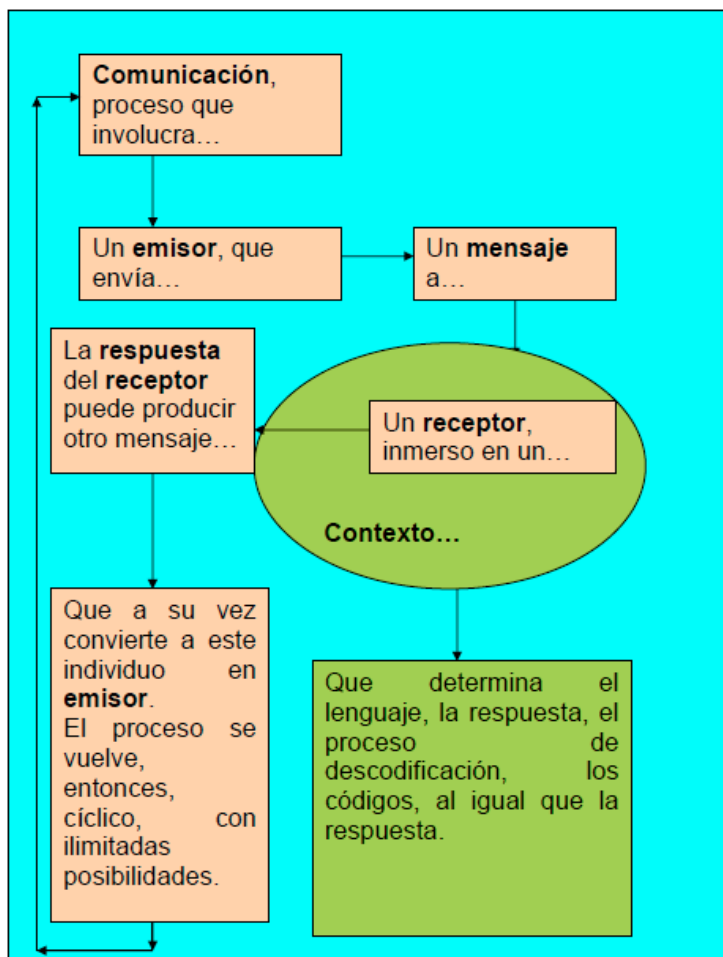 Comunicación,
proceso que
involucra...
Un emisor, que
envía...
Un mensaje
a...
La respuesta
del receptor
puede producir
otro mensaje...
Un receptor,
inmerso en un...
Contexto...
Que a su vez
convierte a este
individuo en
emisor.
El proceso se
vuelve,
entonces,
cíclico, con
ilimitadas
posibilidades.
Que determina el
lenguaje, la respuesta, el
proceso de
descodificación, los
códigos, al igual que la
respuesta.